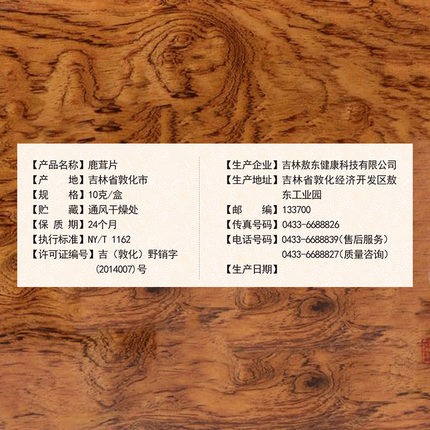 【产品名称】鹿茸片
【产　　地】吉林省敦化市
【规　　格】10克/盒
【贮　　藏】通风干燥处
【保 质 期】24个月
【执行标准】NY/T 1162
【许可证编号】吉（敦化）野销字
(2014007)号
【生产企业】吉林敖东健康科技有限公司
【生产地址】吉林省敦化经济开发区敖
东工业园
【邮　　编】133700
【传真号码】0433-6688826
【电话号码】0433-6688839(售后服务)
0433-6688827(质量咨询)
【生产日期】